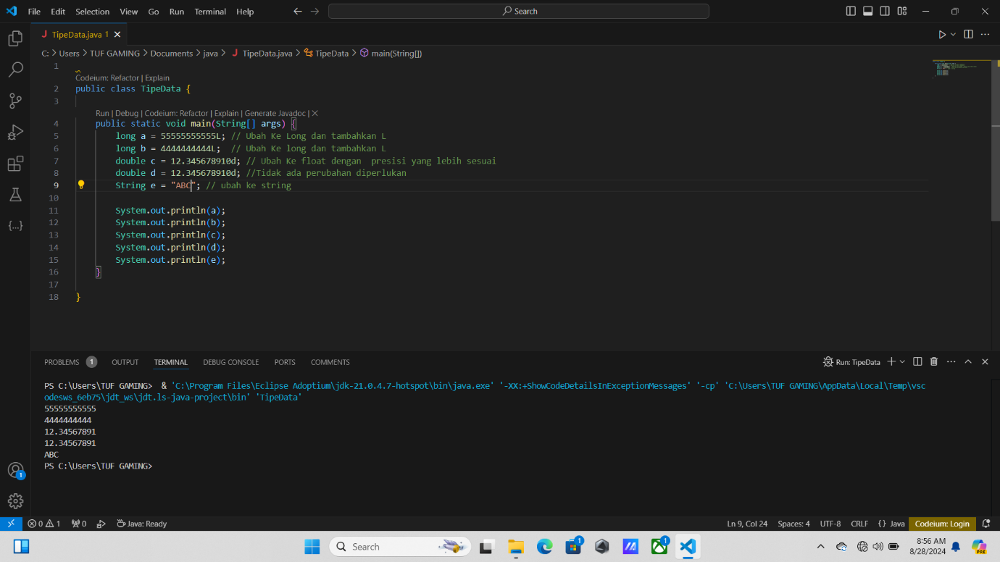 File Edit Selection View Go Run Terminal Help Search
TipeData.java 1
C: > Users > TUF GAMING > Documents > java > J TipeData.java > TipeData > main(String[])
1
Codeium: Refactor | Explain
2 public class TipeData {
3
Run | Debug | Codeium: Refactor | Explain | Generate Javadoc | X
4 public static void main(String[] args) {
5 long a = 55555555555L; // Ubah Ke Long dan tambahkan L
6 long b = 4444444444L; // Ubah Ke long dan tambahkan L
7 double c = 12.345678910d; // Ubah Ke float dengan presisi yang lebih sesuai
8 double d = 12.345678910d; //Tidak ada perubahan diperlukan
9 String e = "ABC"; // ubah ke string
10
11 System.out.println(a);
12 System.out.println(b);
13 System.out.println(c);
14 System.out.println(d);
15 System.out.println(e);
16 }
17
18 }
PROBLEMS 1 OUTPUT TERMINAL DEBUG CONSOLE PORTS COMMENTS Run: TipeData
PS C:\Users\TUF GAMING> & 'C:\Program Files\Eclipse Adoptium\jdk-21.0.4.7-hotspot\bin\java.exe' '-XX:+ShowCodeDetailsInExceptionMessages' '-cp' 'C:\Users\TUF GAMING\AppData\Local\Temp\vsc
odesws_6eb75\jdt_ws\jdt.ls-java-project\bin' 'TipeData'
55555555555
4444444444
12.34567891
12.34567891
ABC
PS C:\Users\TUF GAMING>
1
0 1 0 Java: Ready Ln 9, Col 24 Spaces: 4 UTF-8 CRLF {} Java Codeium: Login
Search 1 1 8:56 AM PRE
8/28/2024